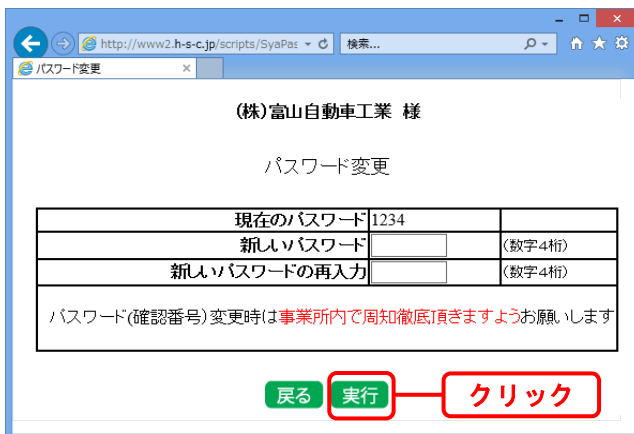 http://www2.h-s-c.jp/scripts/SyaPas
検索...
パスワード変更
(株)富山自動車工業 様
パスワード変更
現在のパスワード 1234
新しいパスワード (数字4桁)
新しいパスワードの再入力 (数字4桁)
パスワード(確認番号)変更時は事業所内で周知徹底頂きますようお願いします
戻る 実行 クリック